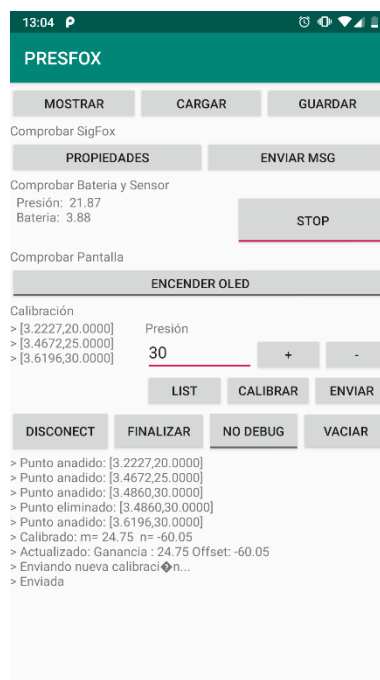 13:04
PRESFOX
MOSTRAR CARGAR GUARDAR
Comprobar SigFox
PROPIEDADES ENVIAR MSG
Comprobar Bateria y Sensor
Presión: 21.87
Bateria: 3.88
STOP
Comprobar Pantalla
ENCENDER OLED
Calibración
> [3.2227,20.0000]
> [3.4672,25.0000]
> [3.6196,30.0000]
Presión
30
+ -
LIST CALIBRAR ENVIAR
DISCONECT FINALIZAR NO DEBUG VACIAR
> Punto anadido: [3.2227,20.0000]
> Punto anadido: [3.4672,25.0000]
> Punto anadido: [3.4860,30.0000]
> Punto eliminado: [3.4860,30.0000]
> Punto anadido: [3.6196,30.0000]
> Calibrado: m= 24.75 n= -60.05
> Actualizado: Ganancia : 24.75 Offset: -60.05
> Enviando nueva calibraci�n...
> Enviada